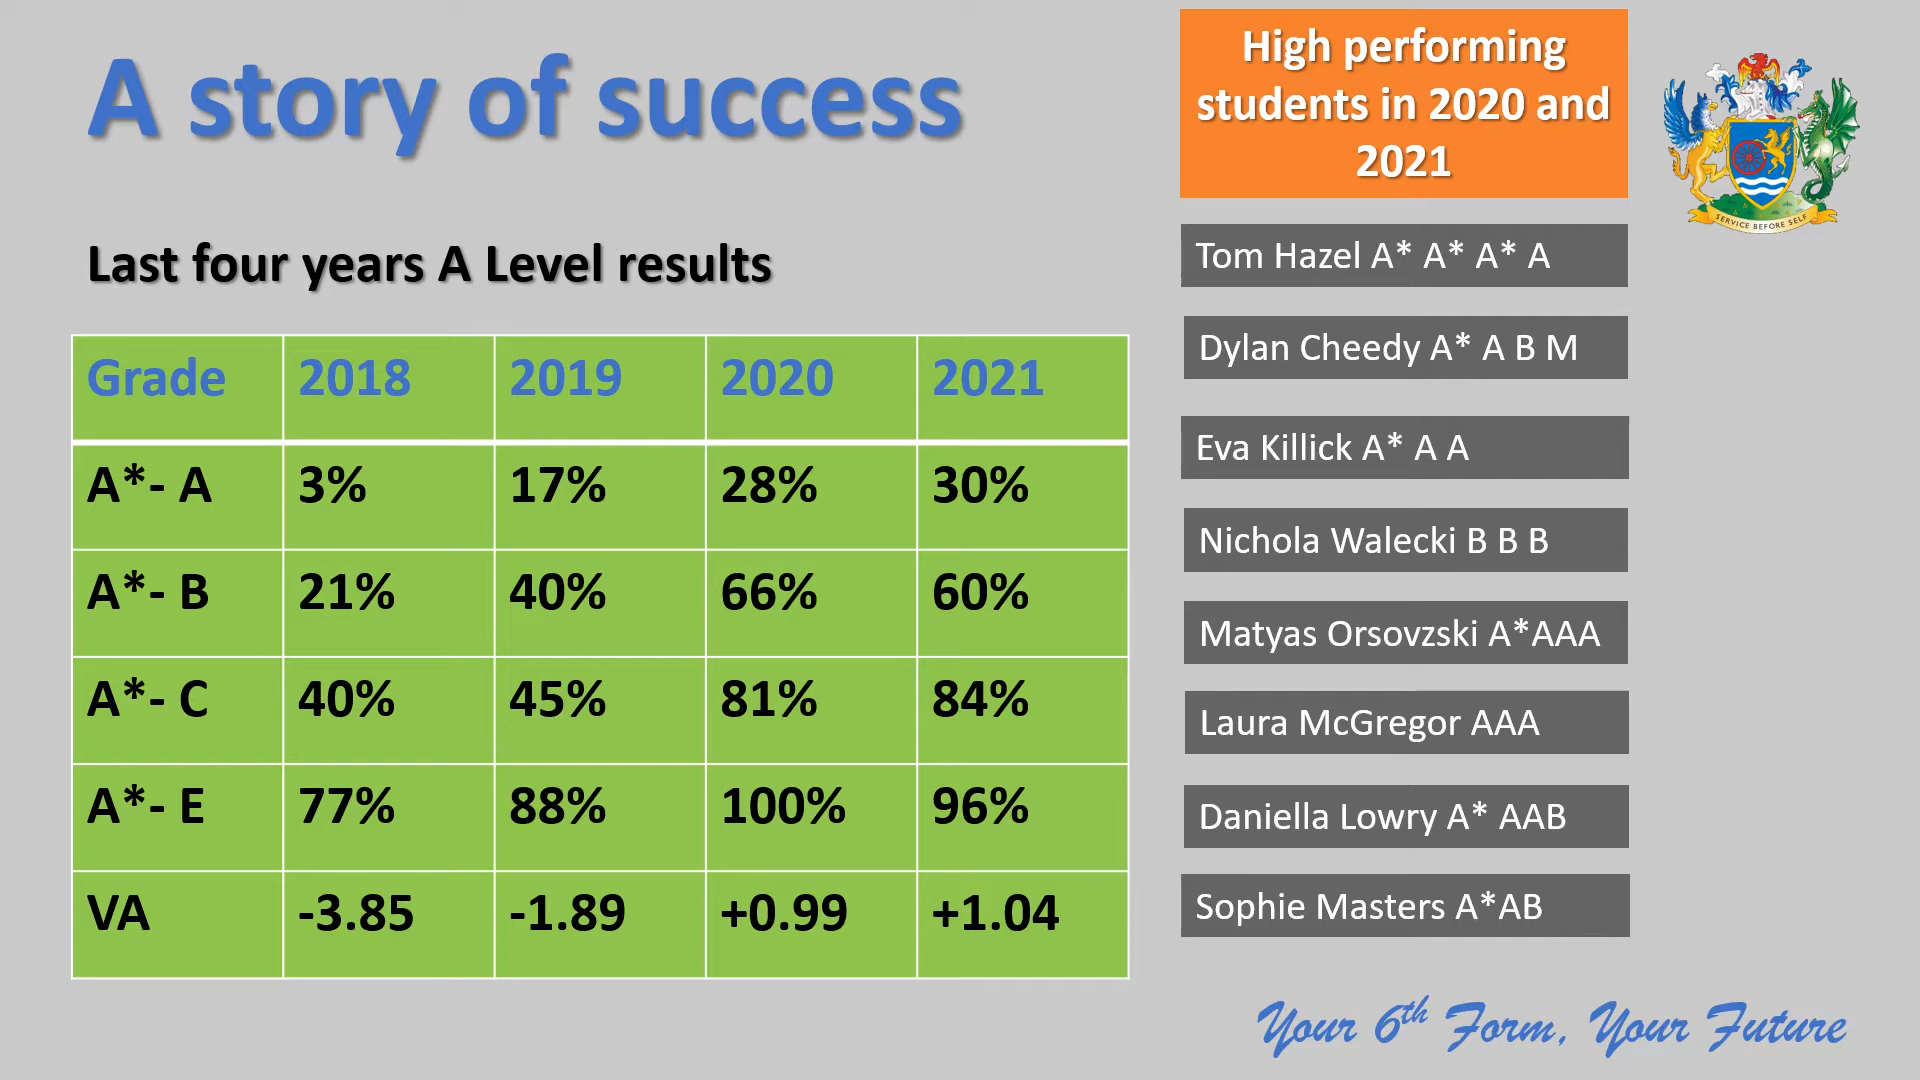 A story of success
Last four years A Level results
Grade 2018 2019 2020 2021
A*- A 3% 17% 28% 30%
A*- B 21% 40% 66% 60%
A*- C 40% 45% 81% 84%
A*- E 77% 88% 100% 96%
VA -3.85 -1.89 +0.99 +1.04
High performing
students in 2020 and
2021
Tom Hazel A* A* A* A
Dylan Cheedy A* A B M
Eva Killick A* A A
Nichola Walecki B B B
Matyas Orsovzski A*AAA
Laura McGregor AAA
Daniella Lowry A* AAB
Sophie Masters A*AB
SERVICE BEFORE SELF
Your 6th Form, Your Future